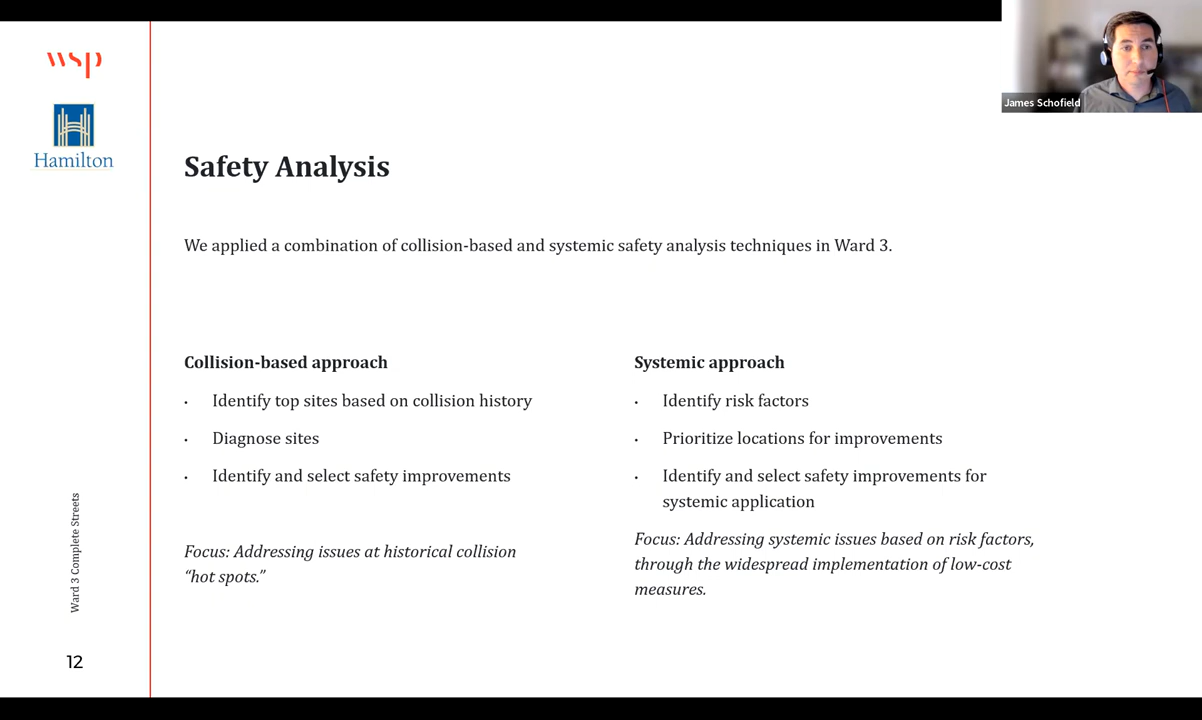 wsp
Hamilton
James Schofield
Safety Analysis
We applied a combination of collision-based and systemic safety analysis techniques in Ward 3.
Collision-based approach
• Identify top sites based on collision history
• Diagnose sites
• Identify and select safety improvements
Focus: Addressing issues at historical collision
“hot spots.”
Systemic approach
• Identify risk factors
• Prioritize locations for improvements
• Identify and select safety improvements for
systemic application
Focus: Addressing systemic issues based on risk factors,
through the widespread implementation of low-cost
measures.
Ward 3 Complete Streets
12